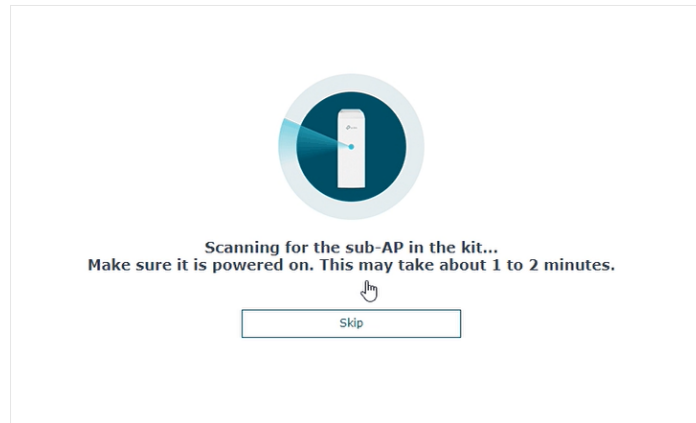 Scanning for the sub-AP in the kit...
Make sure it is powered on. This may take about 1 to 2 minutes.
Skip